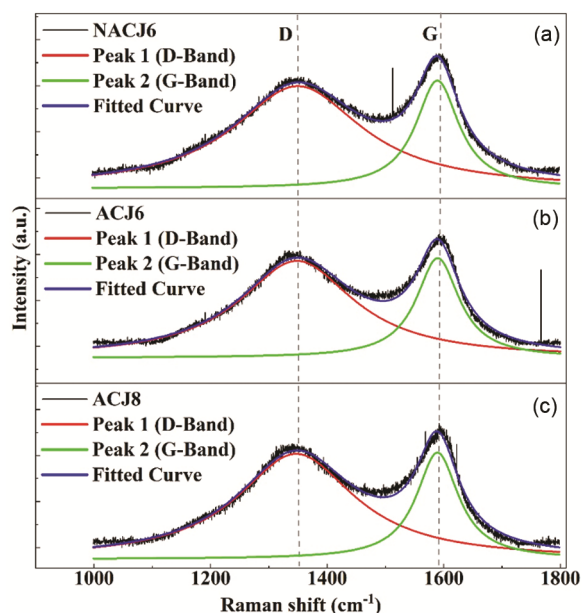 D G
NACJ6 (a)
Peak 1 (D-Band)
Peak 2 (G-Band)
Fitted Curve
ACJ6 (b)
Peak 1 (D-Band)
Peak 2 (G-Band)
Fitted Curve
Intensity (a.u.)
ACJ8 (c)
Peak 1 (D-Band)
Peak 2 (G-Band)
Fitted Curve
1000 1200 1400 1600 1800
Raman shift (cm⁻¹)